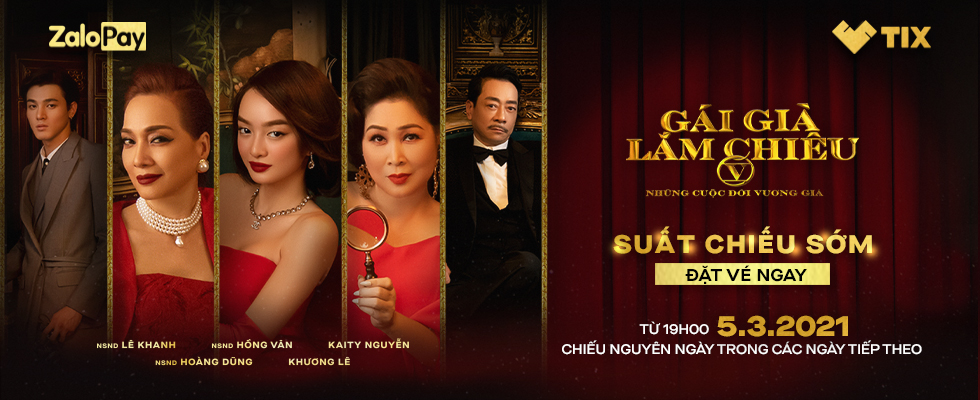 ZaloPay
TIX
GÁI GIÀ
LẮM CHIÊU
V
NHỮNG CUỘC ĐỜI VƯƠNG GIẢ
SUẤT CHIẾU SỚM
ĐẶT VÉ NGAY
TỪ 19H00 5.3.2021
CHIẾU NGUYÊN NGÀY TRONG CÁC NGÀY TIẾP THEO
NSND LÊ KHANH NSND HỒNG VÂN KAITY NGUYỄN
NSND HOÀNG DŨNG KHƯƠNG LÊ